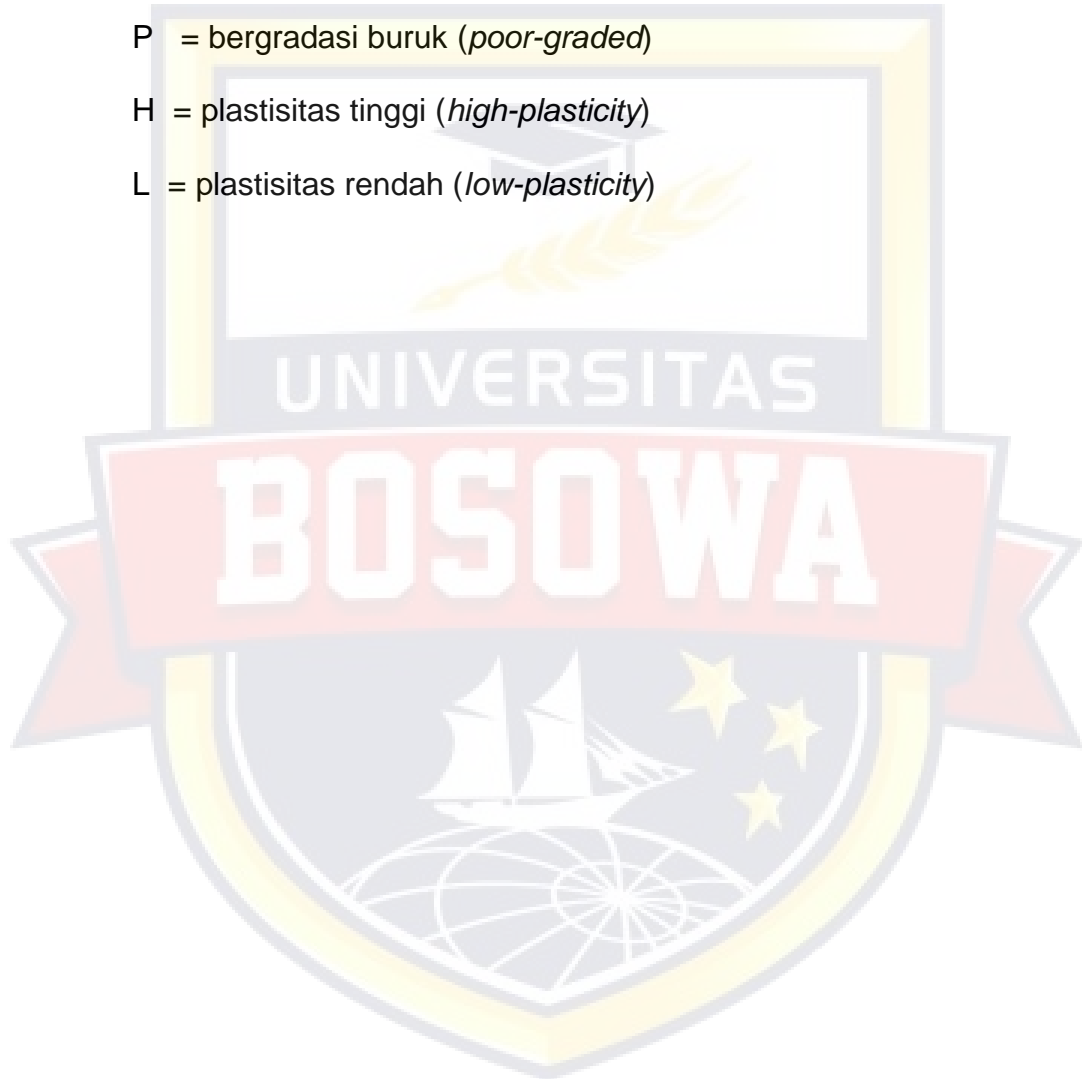 P = bergradasi buruk (poor-graded)
H = plastisitas tinggi (high-plasticity)
L = plastisitas rendah (low-plasticity)
UNIVERSITAS
BOSOWA